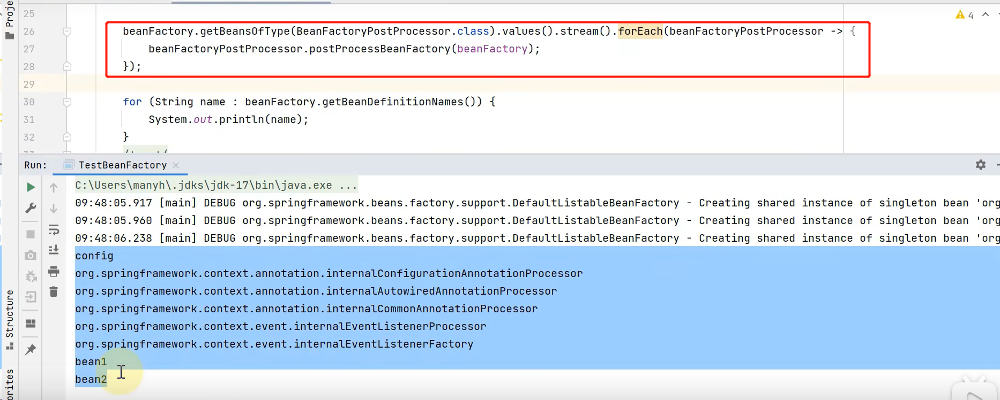 Proje
25
4
26 beanFactory.getBeansOfType(BeanFactoryPostProcessor.class).values().stream().forEach(beanFactoryPostProcessor -> {
27 beanFactoryPostProcessor.postProcessBeanFactory(beanFactory);
28 });
29
30 for (String name : beanFactory.getBeanDefinitionNames()) {
31 System.out.println(name);
32 }
Run: TestBeanFactory
C:\Users\manyh\.jdks\jdk-17\bin\java.exe ...
09:48:05.917 [main] DEBUG org.springframework.beans.factory.support.DefaultListableBeanFactory - Creating shared instance of singleton bean 'org
09:48:05.960 [main] DEBUG org.springframework.beans.factory.support.DefaultListableBeanFactory - Creating shared instance of singleton bean 'org
09:48:06.238 [main] DEBUG org.springframework.beans.factory.support.DefaultListableBeanFactory - Creating shared instance of singleton bean 'org
config
org.springframework.context.annotation.internalConfigurationAnnotationProcessor
org.springframework.context.annotation.internalAutowiredAnnotationProcessor
org.springframework.context.annotation.internalCommonAnnotationProcessor
org.springframework.context.event.internalEventListenerProcessor
org.springframework.context.event.internalEventListenerFactory
bean1
bean2
Structure
orites